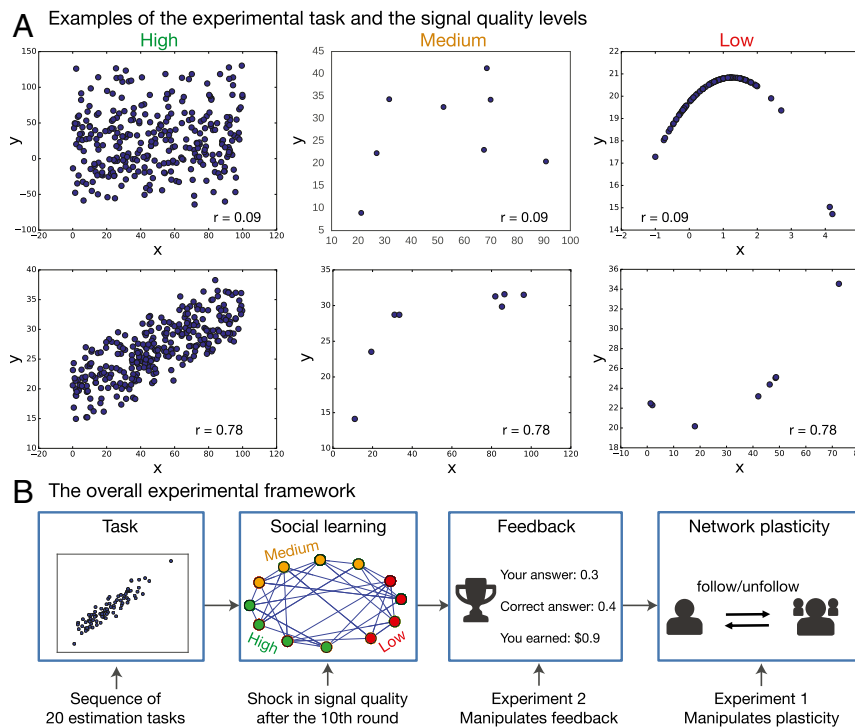 A Examples of the experimental task and the signal quality levels
High
Medium
Low
150
100
50
0
−50
−100
−20 0 20 40 60 80 100 120
y
x
r = 0.09
45
40
35
30
25
20
15
10
5
10 20 30 40 50 60 70 80 90 100
y
x
r = 0.09
22
21
20
19
18
17
16
15
14
−2 −1 0 1 2 3 4 5
y
x
r = 0.09
40
35
30
25
20
15
10
−20 0 20 40 60 80 100 120
y
x
r = 0.78
35
30
25
20
15
10
0 20 40 60 80 100 120
y
x
r = 0.78
36
34
32
30
28
26
24
22
20
18
0 10 20 30 40 50 60 70
y
x
r = 0.78
B The overall experimental framework
Task
Social learning
Medium
High
Low
Feedback
Your answer: 0.3
Correct answer: 0.4
You earned: $0.9
Network plasticity
follow/unfollow
Sequence of
20 estimation tasks
Shock in signal quality
after the 10th round
Experiment 2
Manipulates feedback
Experiment 1
Manipulates plasticity